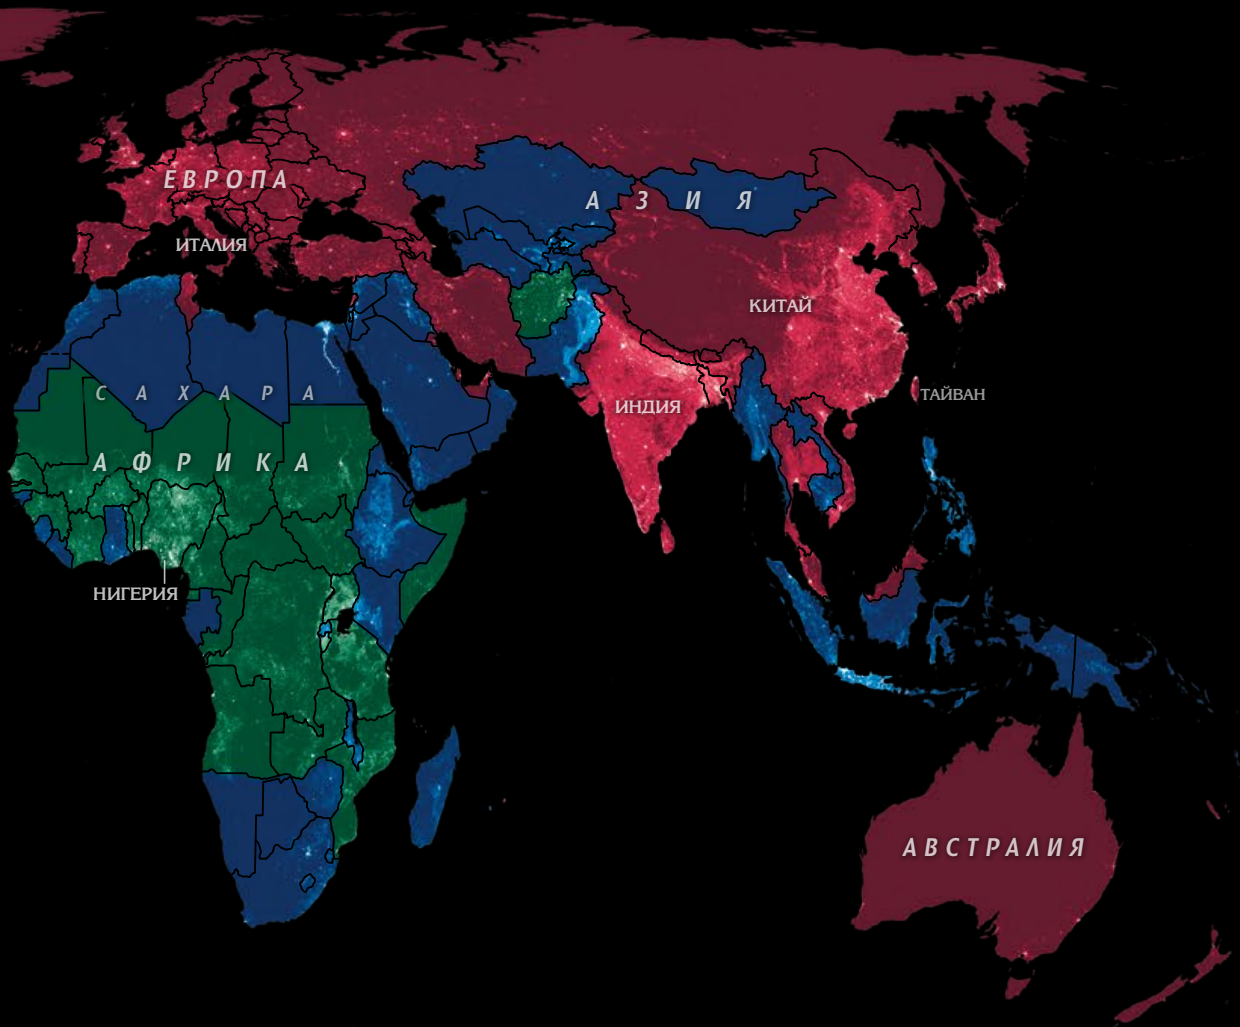 ЕВРОПА
АЗИЯ
ИТАЛИЯ
КИТАЙ
САХАРА
ТАЙВАН
ИНДИЯ
АФРИКА
НИГЕРИЯ
АВСТРАЛИЯ